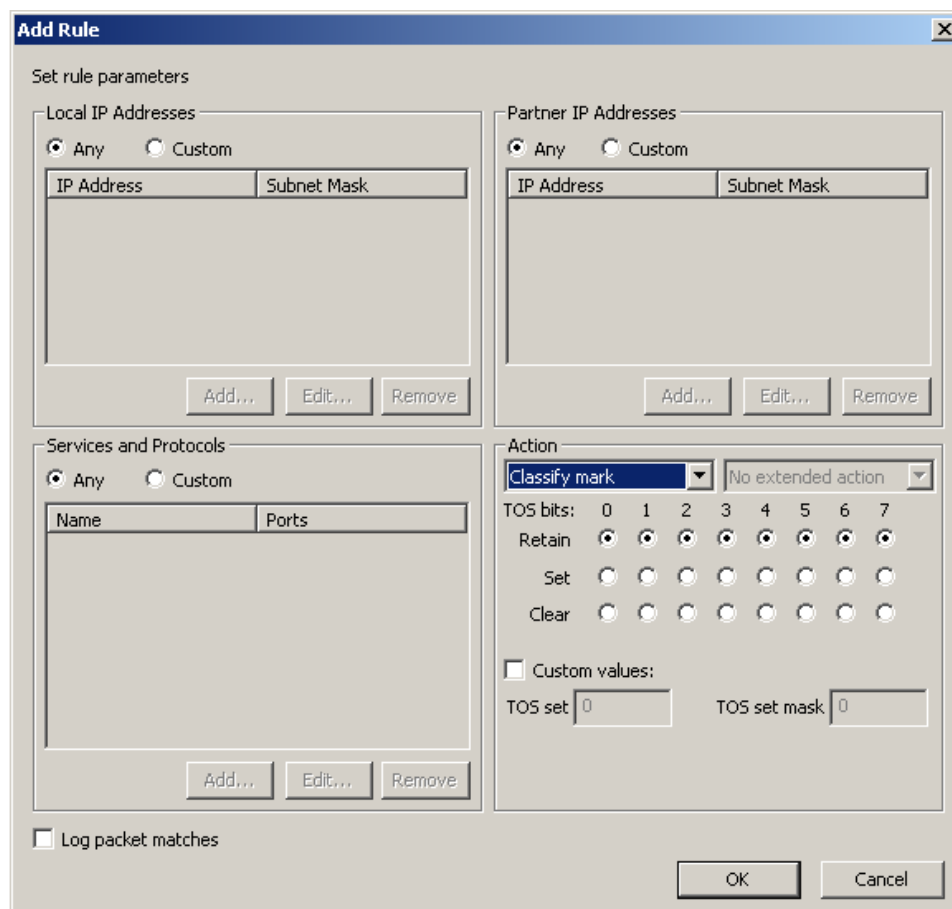 Add Rule
Set rule parameters
Local IP Addresses
Any Custom
IP Address Subnet Mask
Add... Edit... Remove
Partner IP Addresses
Any Custom
IP Address Subnet Mask
Add... Edit... Remove
Services and Protocols
Any Custom
Name Ports
Add... Edit... Remove
Action
Classify mark No extended action
TOS bits: 0 1 2 3 4 5 6 7
Retain
Set
Clear
Custom values:
TOS set 0 TOS set mask 0
Log packet matches
OK Cancel